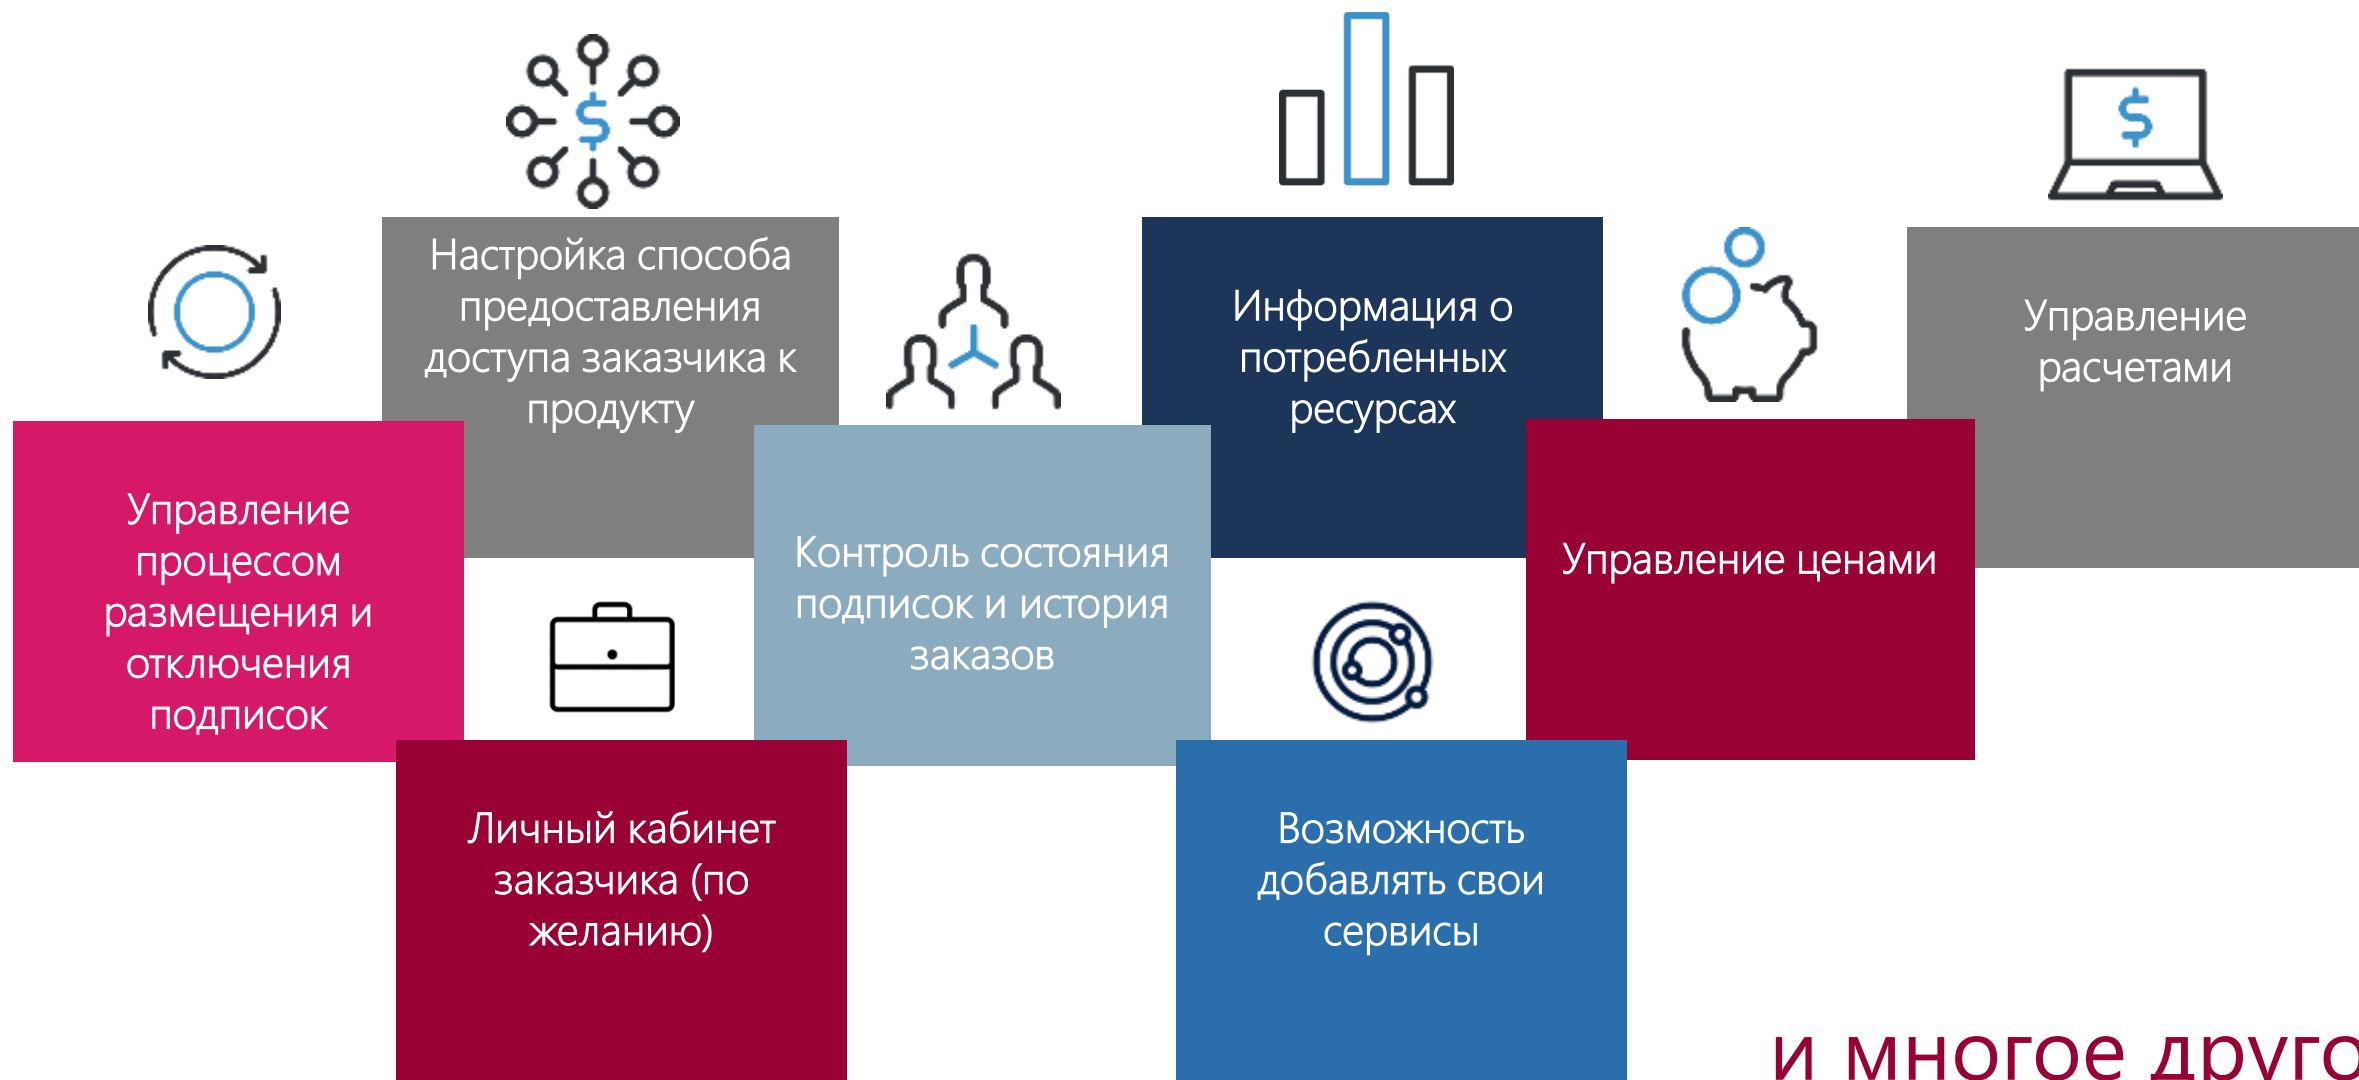 Настройка способа
предоставления
доступа заказчика к
продукту
Информация о
потребленных
ресурсах
Управление
расчетами
Управление
процессом
размещения и
отключения
подписок
Контроль состояния
подписок и история
заказов
Управление ценами
Личный кабинет
заказчика (по
желанию)
Возможность
добавлять свои
сервисы
и многое друго